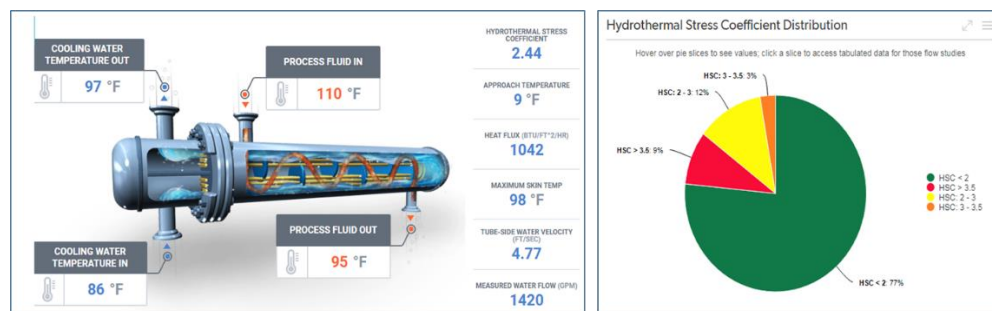 COOLING WATER
TEMPERATURE OUT
97 °F
PROCESS FLUID IN
110 °F
COOLING WATER
TEMPERATURE IN
86 °F
PROCESS FLUID OUT
95 °F
HYDROTHERMAL STRESS
COEFFICIENT
2.44
APPROACH TEMPERATURE
9 °F
HEAT FLUX (BTU/FT^2/HR)
1042
MAXIMUM SKIN TEMP
98 °F
TUBE-SIDE WATER VELOCITY
(FT/SEC)
4.77
MEASURED WATER FLOW (GPM)
1420
Hydrothermal Stress Coefficient Distribution
Hover over pie slices to see values; click a slice to access tabulated data for those flow studies
HSC: 3 - 3.5: 3%
HSC: 2 - 3: 12%
HSC > 3.5: 9%
HSC < 2: 77%
HSC < 2
HSC > 3.5
HSC: 2 - 3
HSC: 3 - 3.5